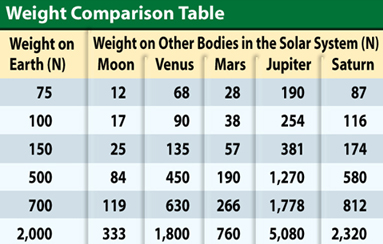 Weight Comparison Table
Weight on Earth (N) Weight on Other Bodies in the Solar System (N)
Moon Venus Mars Jupiter Saturn
75 12 68 28 190 87
100 17 90 38 254 116
150 25 135 57 381 174
500 84 450 190 1,270 580
700 119 630 266 1,778 812
2,000 333 1,800 760 5,080 2,320